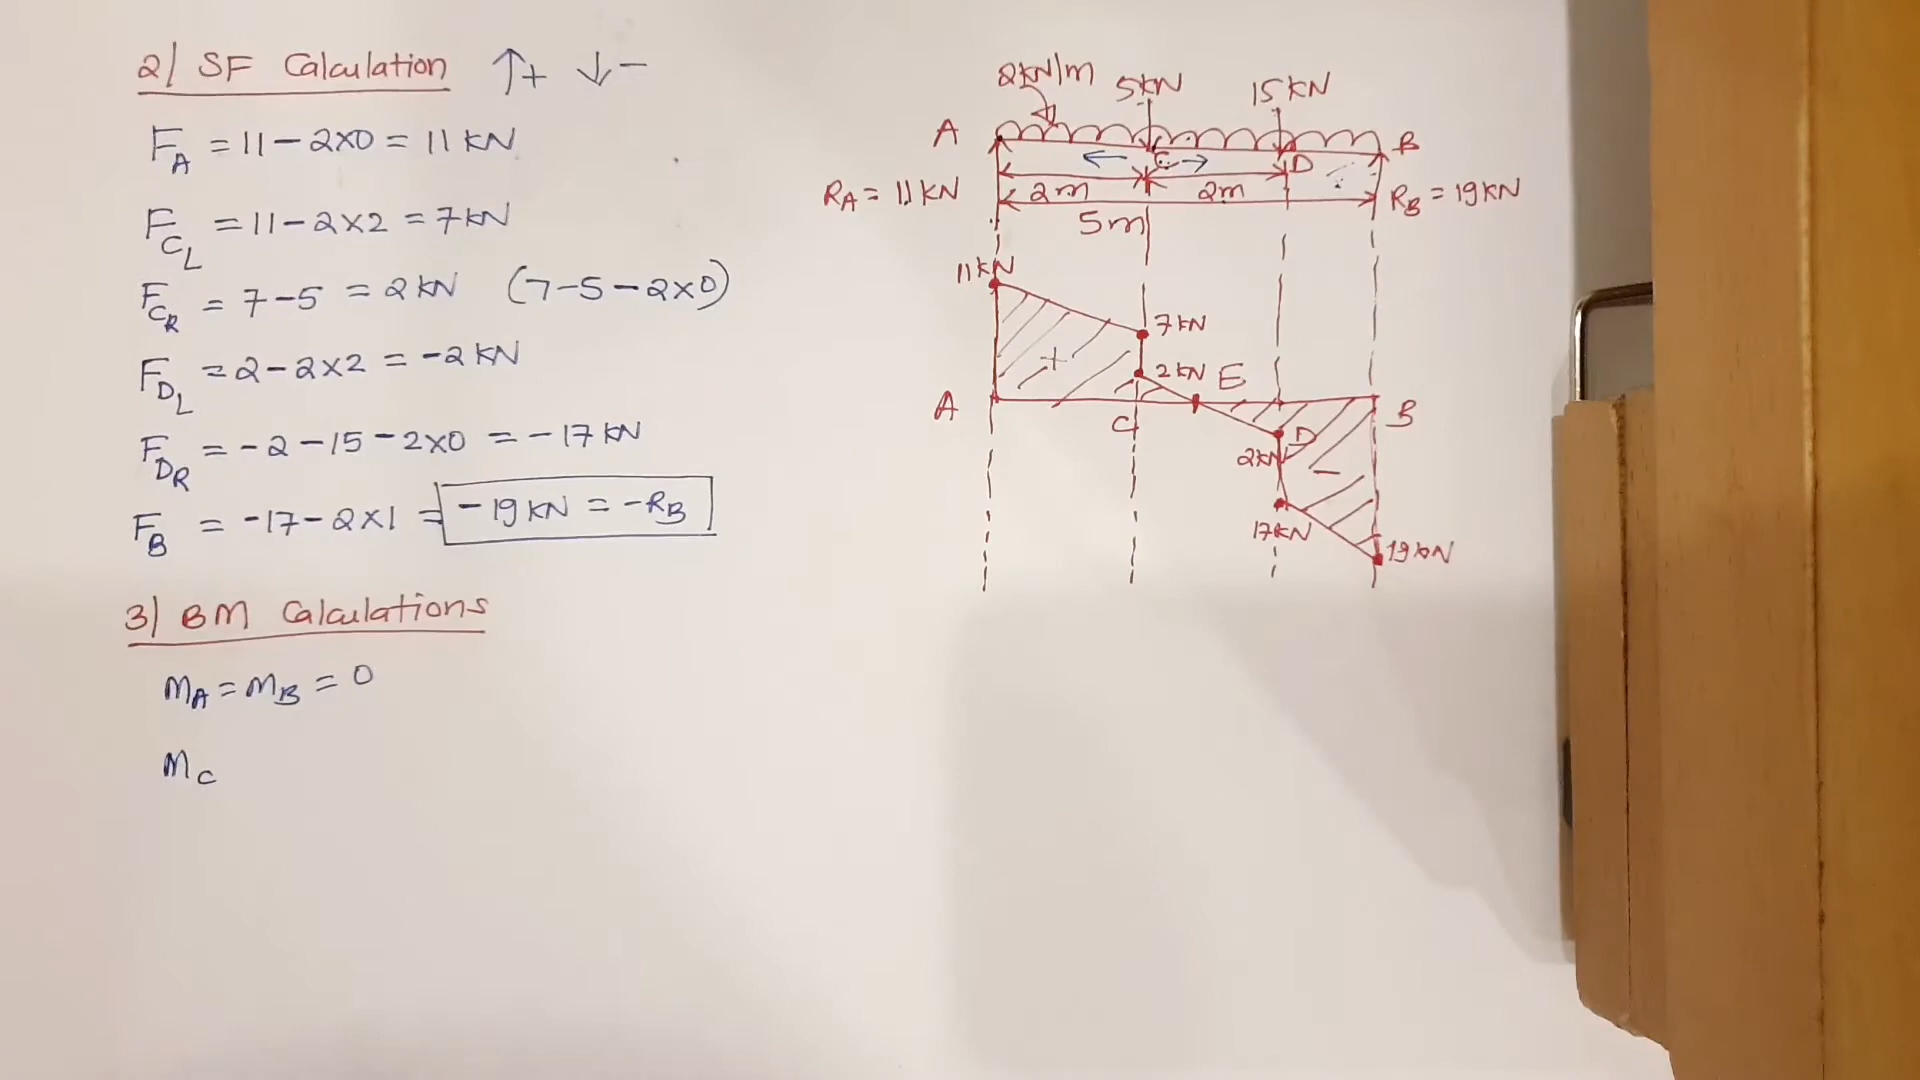 2) SF Calculation ↑+ ↓−
F_A = 11 − 2×0 = 11 KN
F_CL = 11 − 2×2 = 7 KN
F_CR = 7 − 5 = 2 KN (7−5−2×0)
F_DL = 2 − 2×2 = −2 KN
F_DR = −2 − 15 − 2×0 = −17 KN
F_B = −17 − 2×1 = −19 KN = −R_B
3) BM Calculations
M_A = M_B = 0
M_C
2KN/m 5KN 15KN
A C D B
R_A = 11 KN 2m 2m R_B = 19KN
5m
11KN
7KN
+ 2KN E
A C B
D
2KN −
17KN 19KN